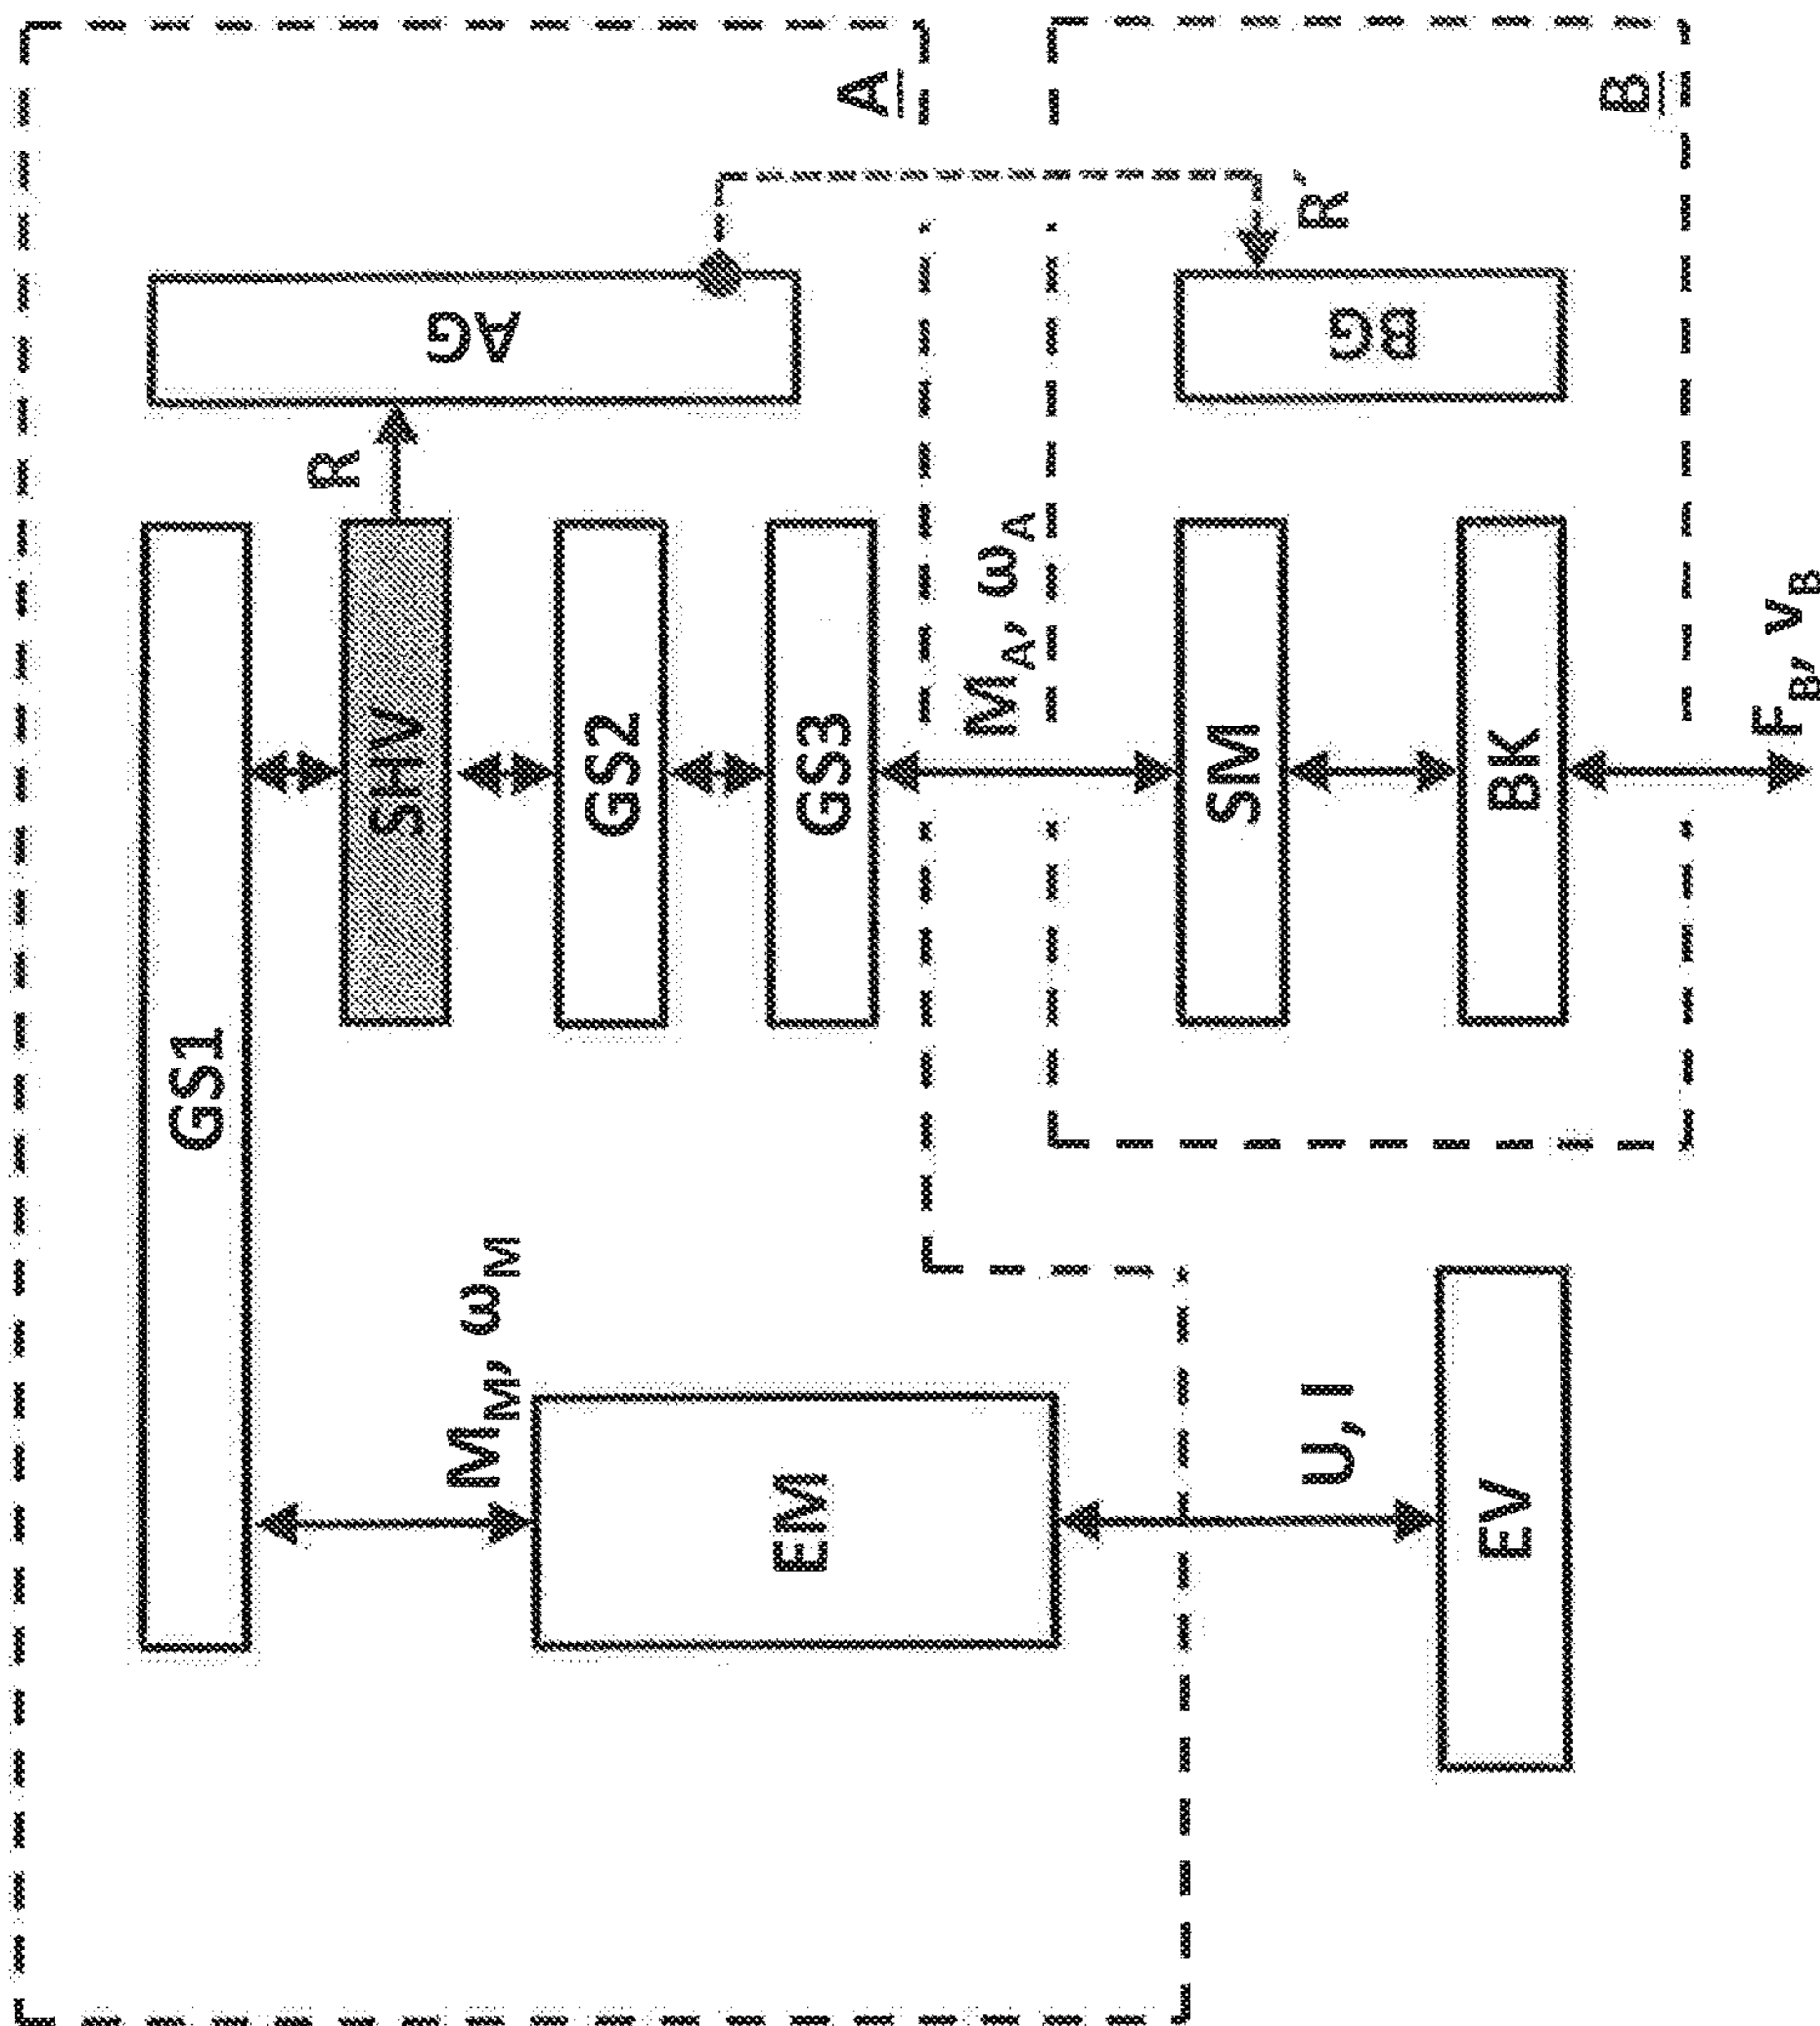 A
B
AG
R
R´
BG
GS1
SHV
GS2
GS3
M_A, ω_A
SM
BK
F_B, v_B
M_M, ω_M
EM
U, I
EV